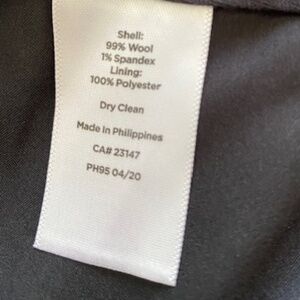 Shell:
99% Wool
1% Spandex
Lining:
100% Polyester
Dry Clean
Made In Philippines
CA# 23147
PH95 04/20